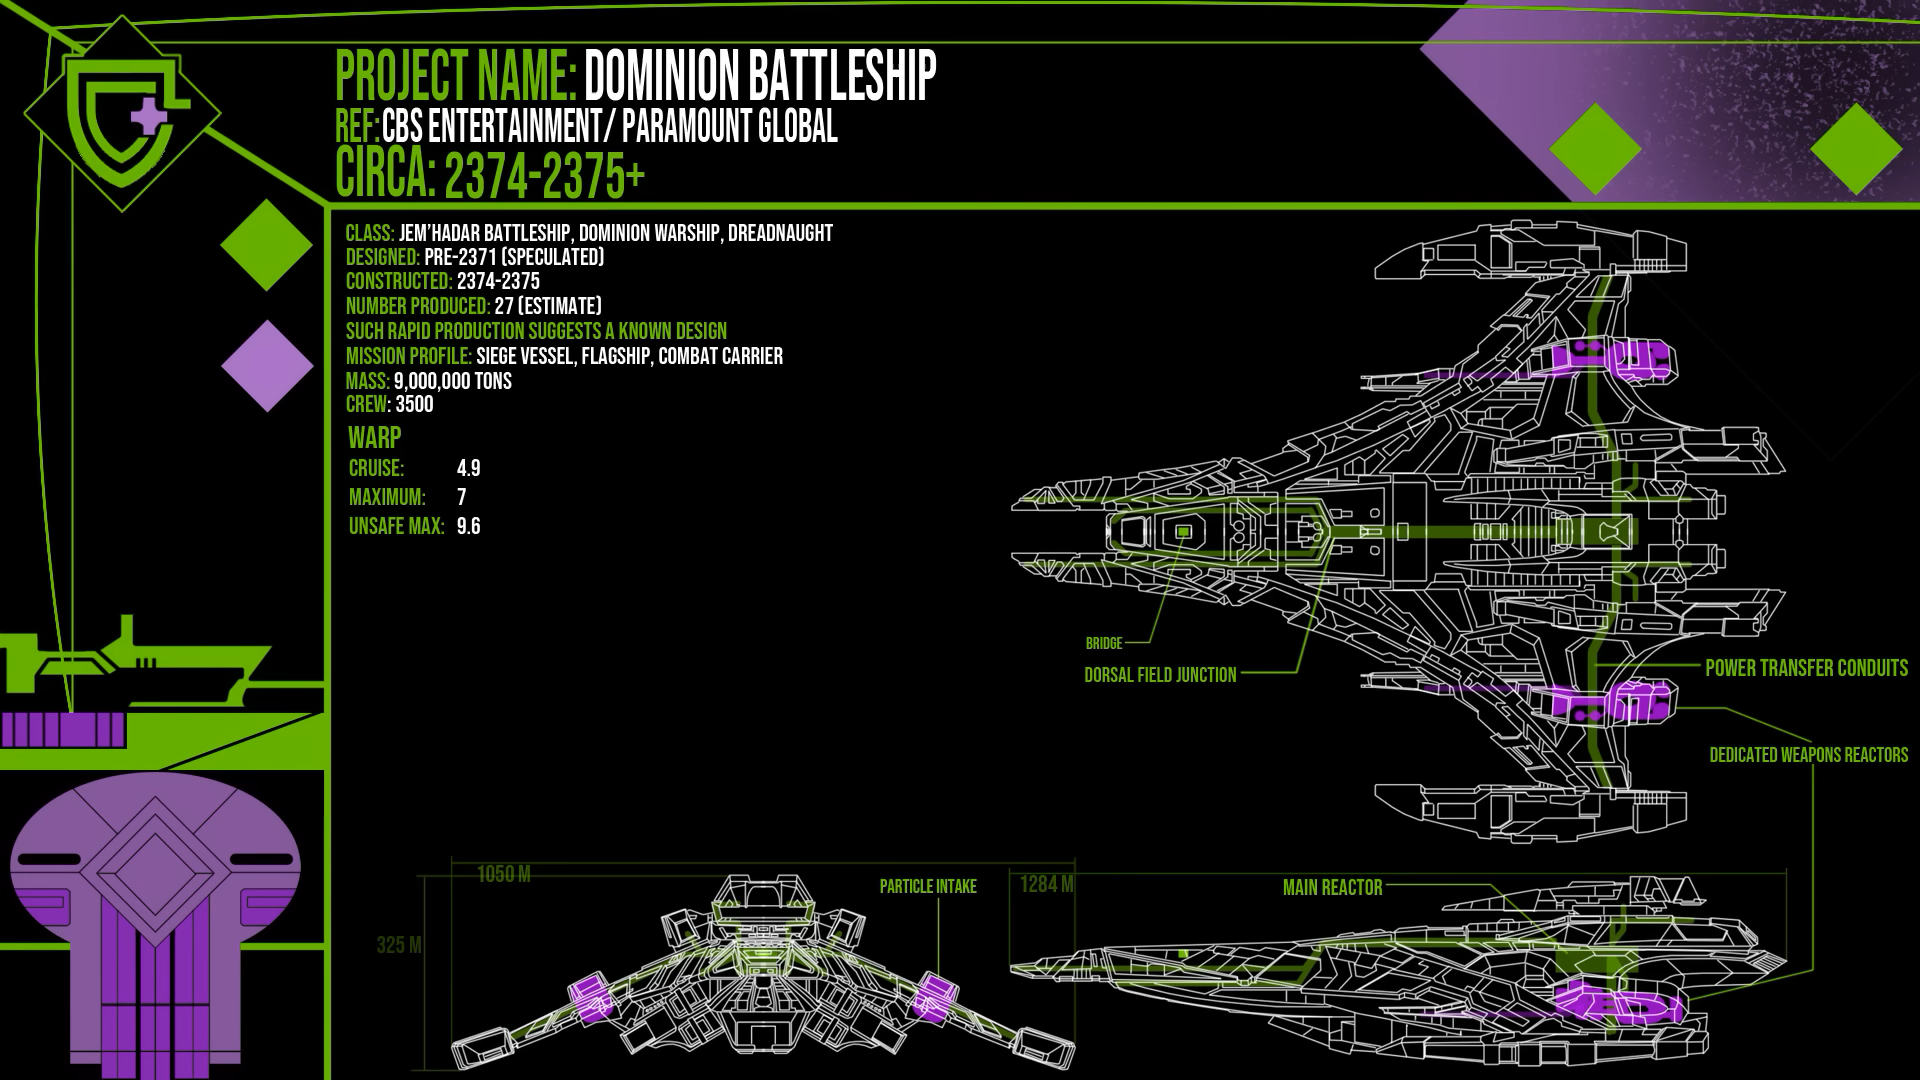 PROJECT NAME: DOMINION BATTLESHIP
REF:CBS ENTERTAINMENT/ PARAMOUNT GLOBAL
CIRCA: 2374-2375+
CLASS: JEM'HADAR BATTLESHIP, DOMINION WARSHIP, DREADNAUGHT
DESIGNED: PRE-2371 (SPECULATED)
CONSTRUCTED: 2374-2375
NUMBER PRODUCED: 27 (ESTIMATE)
SUCH RAPID PRODUCTION SUGGESTS A KNOWN DESIGN
MISSION PROFILE: SIEGE VESSEL, FLAGSHIP, COMBAT CARRIER
MASS: 9,000,000 TONS
CREW: 3500
WARP
CRUISE: 4.9
MAXIMUM: 7
UNSAFE MAX: 9.6
BRIDGE
DORSAL FIELD JUNCTION
POWER TRANSFER CONDUITS
DEDICATED WEAPONS REACTORS
1050 M
PARTICLE INTAKE
1284 M
MAIN REACTOR
325 M